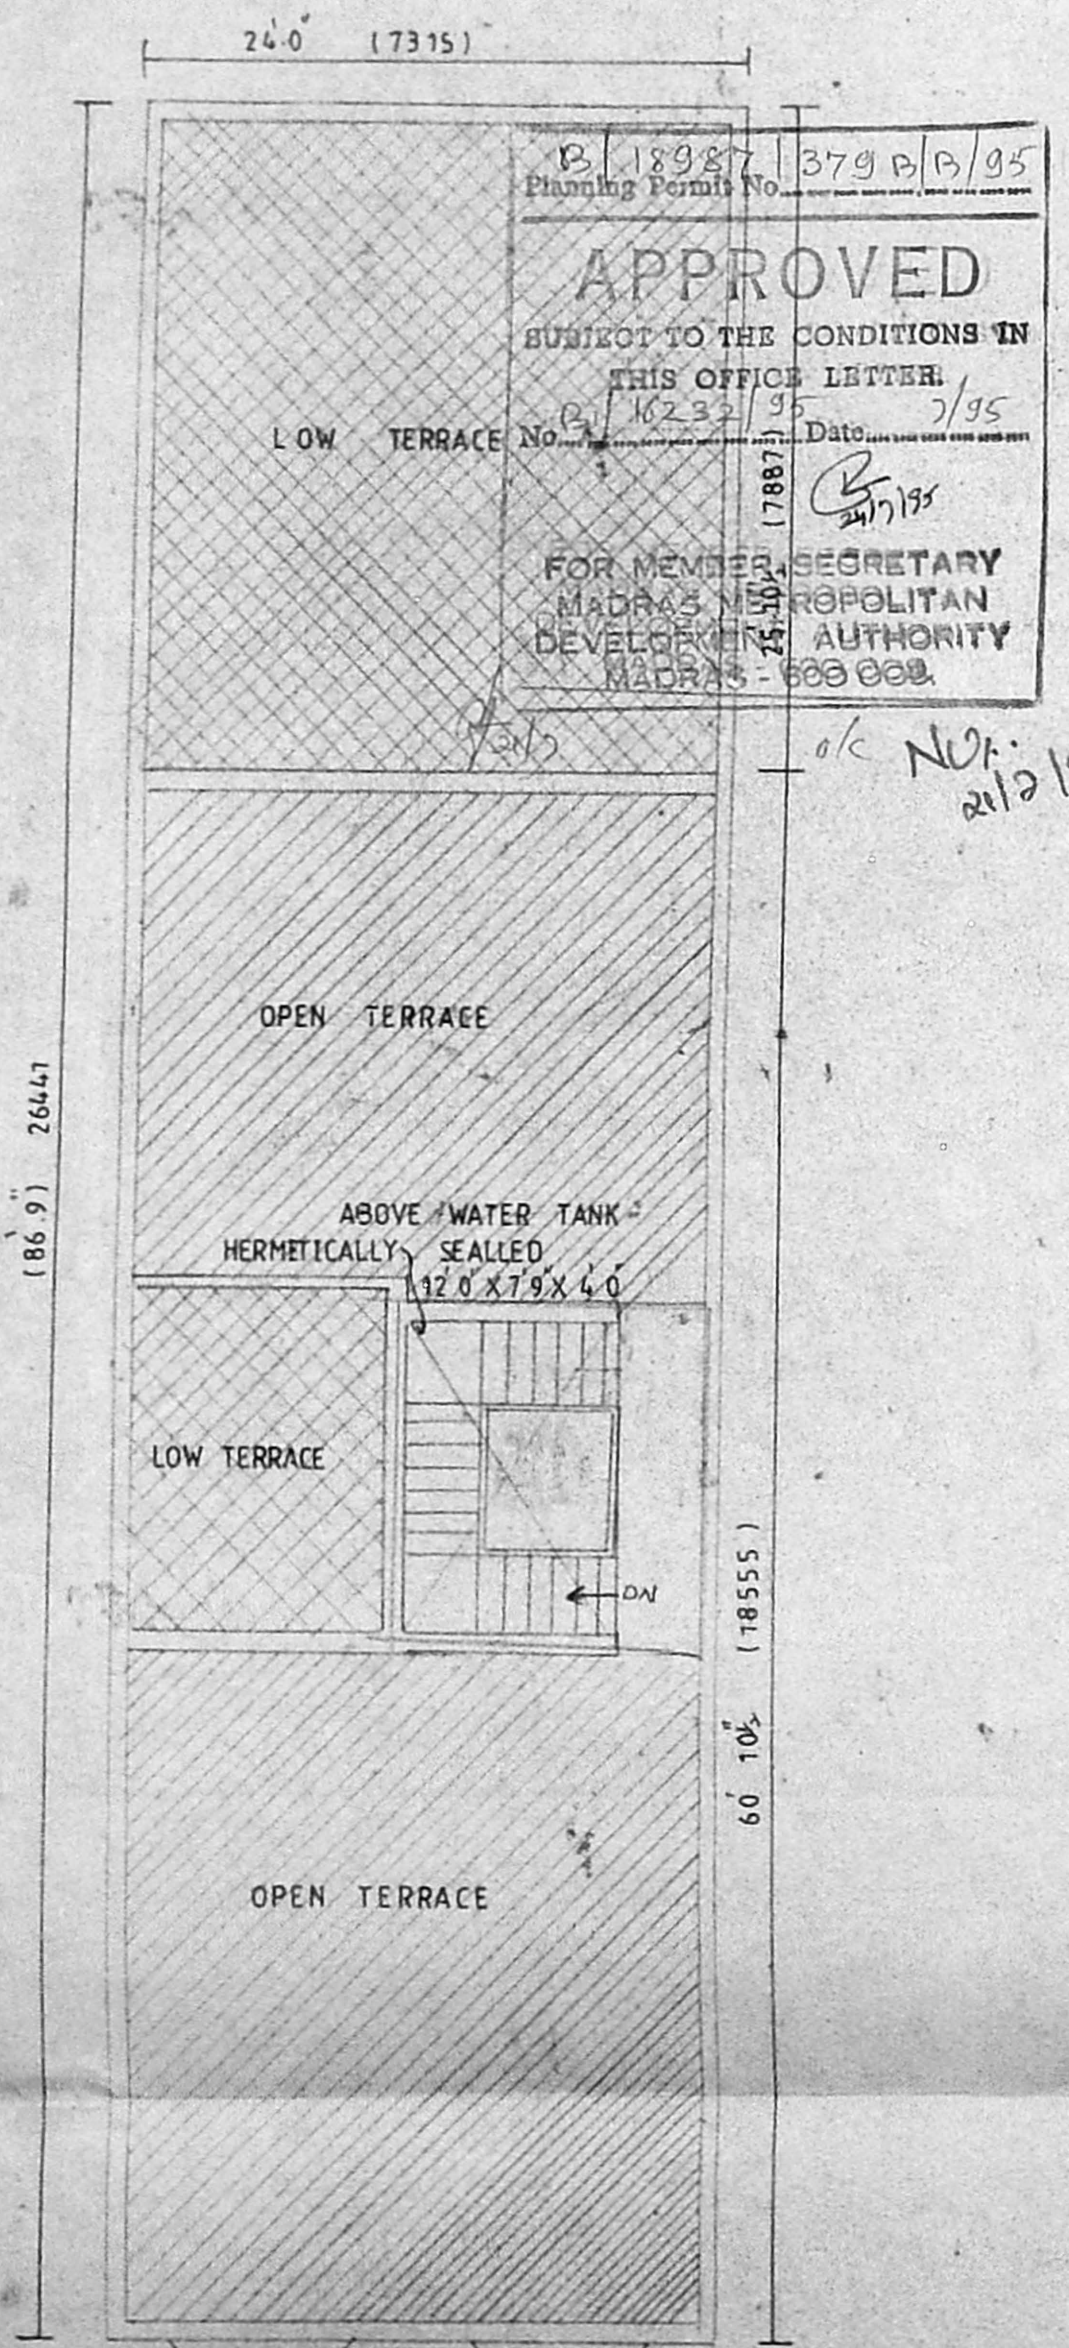 24'0" (7315)
B/18987/379 B/B/95
Planning Permit No.
APPROVED
SUBJECT TO THE CONDITIONS IN
THIS OFFICE LETTER.
No. B1/16232/95 Date 7/95
24/7/95
FOR MEMBER-SECRETARY
MADRAS METROPOLITAN
DEVELOPMENT AUTHORITY
MADRAS - 600 008.
LOW TERRACE
25'10½" (7887)
o/c
OPEN TERRACE
(86'.9") 26441
ABOVE WATER TANK
HERMETICALLY SEALLED
12'0"X7'9"X4'0"
LOW TERRACE
DN
60'10½" (18555)
OPEN TERRACE